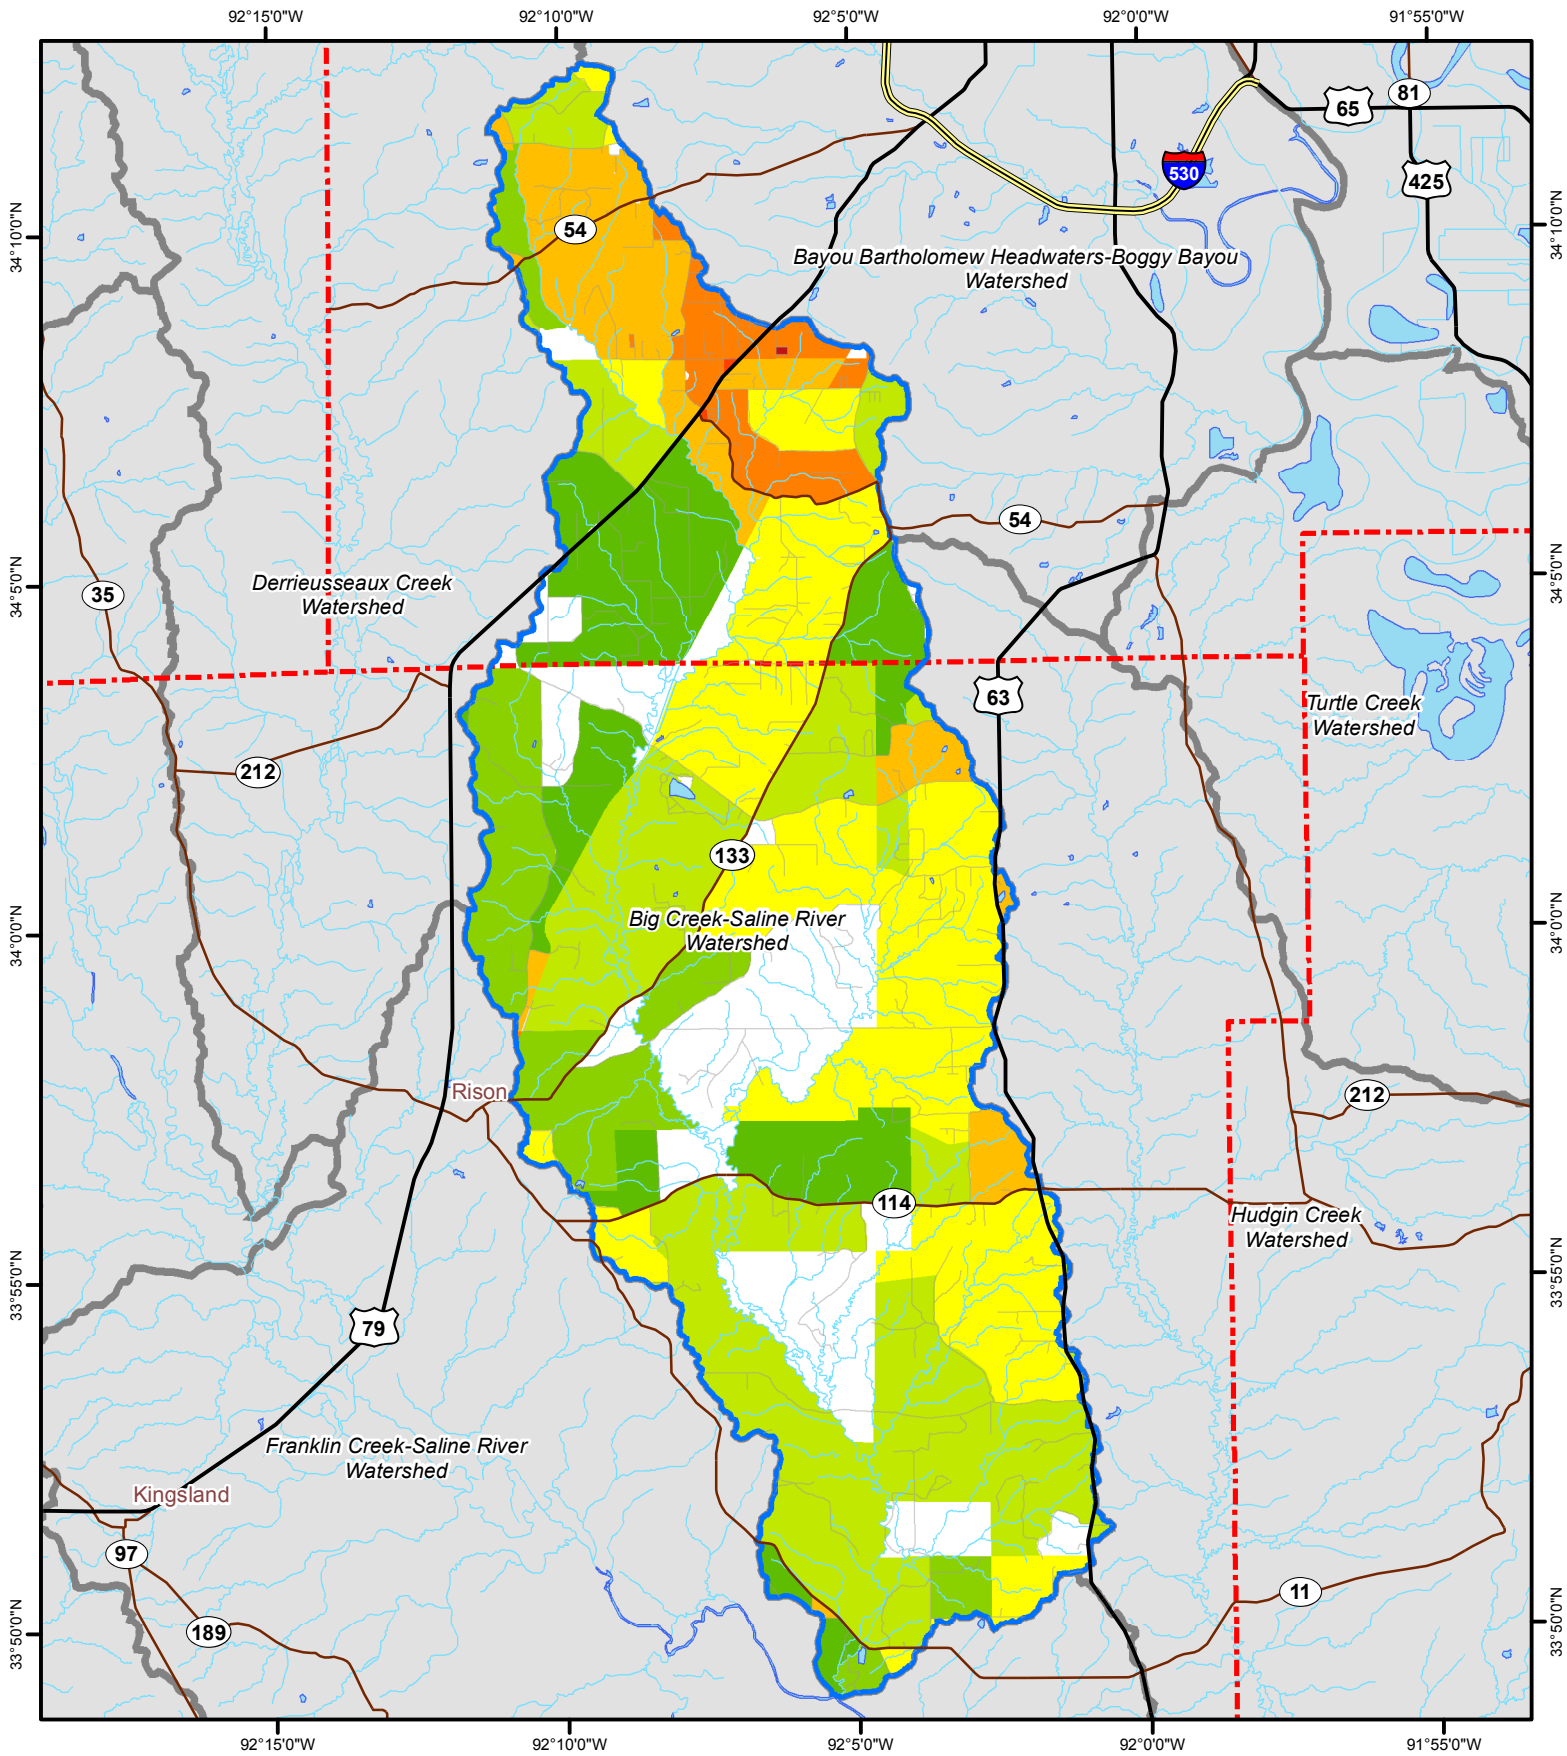 92°15'0"W 92°10'0"W 92°5'0"W 92°0'0"W 91°55'0"W
81
65
530
425
34°10'0"N
54
34°10'0"N
Bayou Bartholomew Headwaters-Boggy Bayou
Watershed
54
34°5'0"N
35
Derrieusseaux Creek
Watershed
34°5'0"N
63
Turtle Creek
Watershed
212
133
34°0'0"N
Big Creek-Saline River
Watershed
34°0'0"N
Rison
212
114
Hudgin Creek
Watershed
33°55'0"N
33°55'0"N
79
Franklin Creek-Saline River
Watershed
Kingsland
97
11
33°50'0"N
189
33°50'0"N
92°15'0"W 92°10'0"W 92°5'0"W 92°0'0"W 91°55'0"W